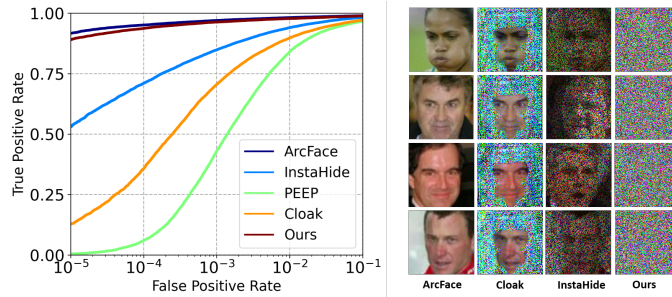 1.00
0.75
0.50
0.25
0.00
True Positive Rate
ArcFace
InstaHide
PEEP
Cloak
Ours
10⁻⁵ 10⁻⁴ 10⁻³ 10⁻² 10⁻¹
False Positive Rate
ArcFace Cloak InstaHide Ours